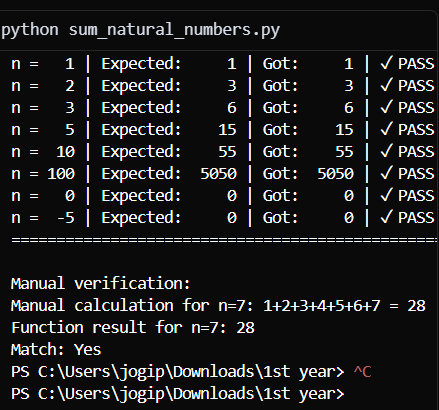 python sum_natural_numbers.py
n =   1 | Expected:    1 | Got:    1 | ✓ PASS
n =   2 | Expected:    3 | Got:    3 | ✓ PASS
n =   3 | Expected:    6 | Got:    6 | ✓ PASS
n =   5 | Expected:   15 | Got:   15 | ✓ PASS
n =  10 | Expected:   55 | Got:   55 | ✓ PASS
n = 100 | Expected: 5050 | Got: 5050 | ✓ PASS
n =   0 | Expected:    0 | Got:    0 | ✓ PASS
n =  -5 | Expected:    0 | Got:    0 | ✓ PASS
==================================================
Manual verification:
Manual calculation for n=7: 1+2+3+4+5+6+7 = 28
Function result for n=7: 28
Match: Yes
PS C:\Users\jogip\Downloads\1st year> ^C
PS C:\Users\jogip\Downloads\1st year>